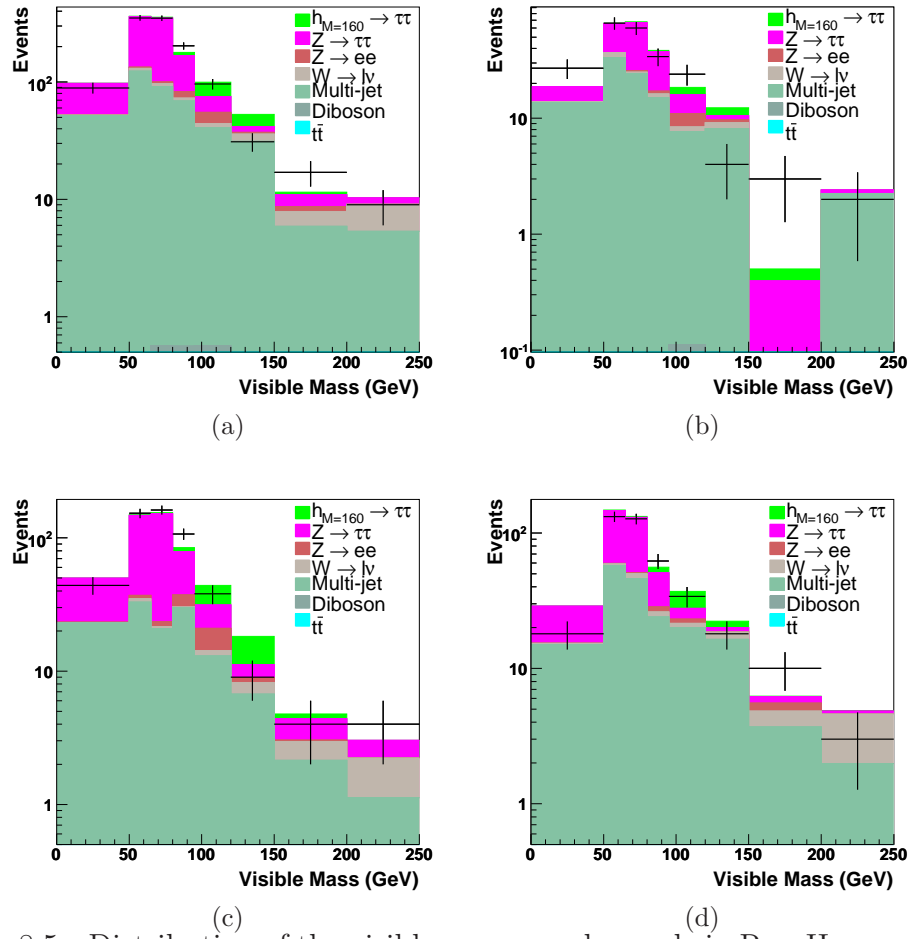 Events
10²
10
1
h_{M=160} → ττ
Z → ττ
Z → ee
W → lν
Multi-jet
Diboson
tt̄
0 50 100 150 200 250
Visible Mass (GeV)
(a)
Events
10
1
10⁻¹
h_{M=160} → ττ
Z → ττ
Z → ee
W → lν
Multi-jet
Diboson
tt̄
0 50 100 150 200 250
Visible Mass (GeV)
(b)
Events
10²
10
1
h_{M=160} → ττ
Z → ττ
Z → ee
W → lν
Multi-jet
Diboson
tt̄
0 50 100 150 200 250
Visible Mass (GeV)
(c)
Events
10²
10
1
h_{M=160} → ττ
Z → ττ
Z → ee
W → lν
Multi-jet
Diboson
tt̄
0 50 100 150 200 250
Visible Mass (GeV)
(d)